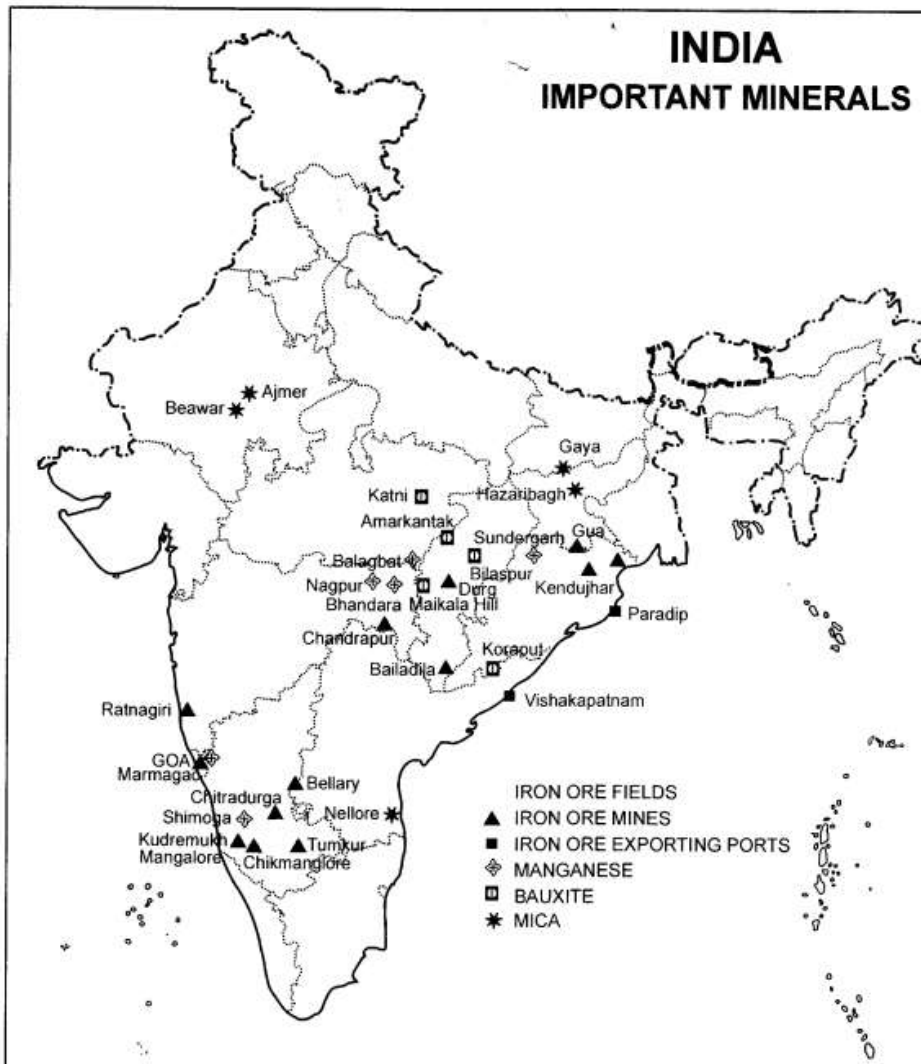 INDIA
IMPORTANT MINERALS
Ajmer
Beawar
Gaya
Katni
Hazaribagh
Amarkantak
Sundergarh
Gua
Balaghat
Bilaspur
Nagpur
Durg
Kendujhar
Bhandara
Maikala Hill
Paradip
Chandrapur
Koraput
Bailadila
Vishakapatnam
Ratnagiri
GOA
Marmagao
Bellary
Chitradurga
Shimoga
Nellore
Kudremukh
Tumkur
Mangalore
Chikmanglore
IRON ORE FIELDS
IRON ORE MINES
IRON ORE EXPORTING PORTS
MANGANESE
BAUXITE
MICA